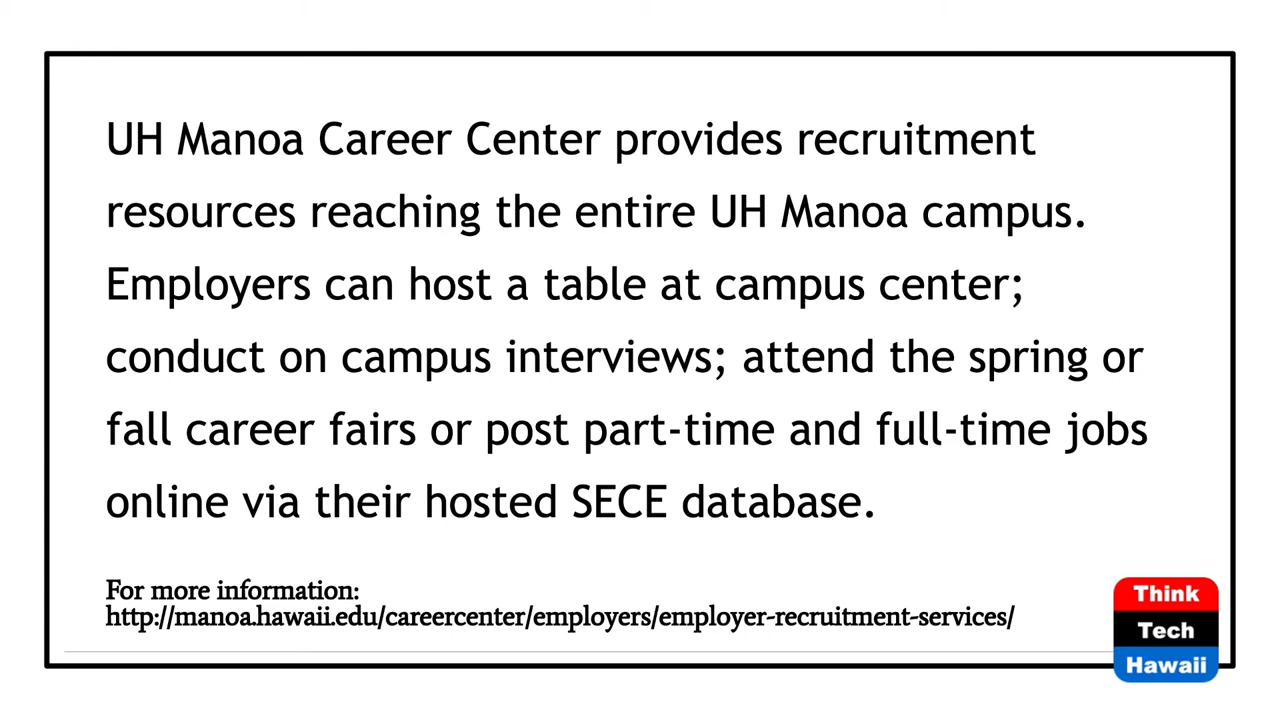 UH Manoa Career Center provides recruitment
resources reaching the entire UH Manoa campus.
Employers can host a table at campus center;
conduct on campus interviews; attend the spring or
fall career fairs or post part-time and full-time jobs
online via their hosted SECE database.
For more information:
http://manoa.hawaii.edu/careercenter/employers/employer-recruitment-services/
Think
Tech
Hawaii